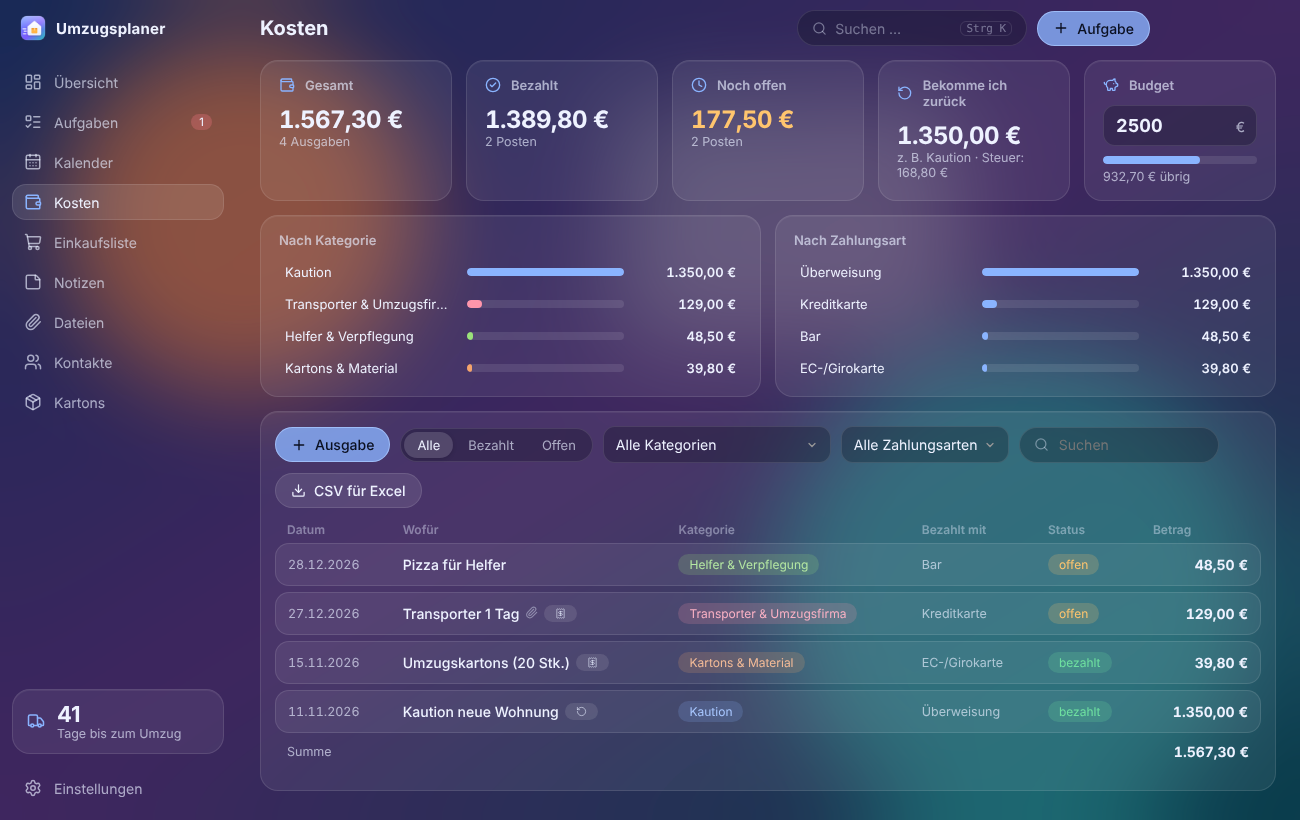 Umzugsplaner
Kosten
Suchen ...
Strg K
Aufgabe
Übersicht
Aufgaben
1
Kalender
Kosten
Einkaufsliste
Notizen
Dateien
Kontakte
Kartons
41
Tage bis zum Umzug
Einstellungen
Gesamt
1.567,30 €
4 Ausgaben
Bezahlt
1.389,80 €
2 Posten
Noch offen
177,50 €
2 Posten
Bekomme ich
zurück
1.350,00 €
z. B. Kaution · Steuer:
168,80 €
Budget
2500 €
932,70 € übrig
Nach Kategorie
Kaution 1.350,00 €
Transporter & Umzugsfir... 129,00 €
Helfer & Verpflegung 48,50 €
Kartons & Material 39,80 €
Nach Zahlungsart
Überweisung 1.350,00 €
Kreditkarte 129,00 €
Bar 48,50 €
EC-/Girokarte 39,80 €
Ausgabe Alle Bezahlt Offen Alle Kategorien Alle Zahlungsarten Suchen
CSV für Excel
Datum Wofür Kategorie Bezahlt mit Status Betrag
28.12.2026 Pizza für Helfer Helfer & Verpflegung Bar offen 48,50 €
27.12.2026 Transporter 1 Tag Transporter & Umzugsfirma Kreditkarte offen 129,00 €
15.11.2026 Umzugskartons (20 Stk.) Kartons & Material EC-/Girokarte bezahlt 39,80 €
11.11.2026 Kaution neue Wohnung Kaution Überweisung bezahlt 1.350,00 €
Summe 1.567,30 €